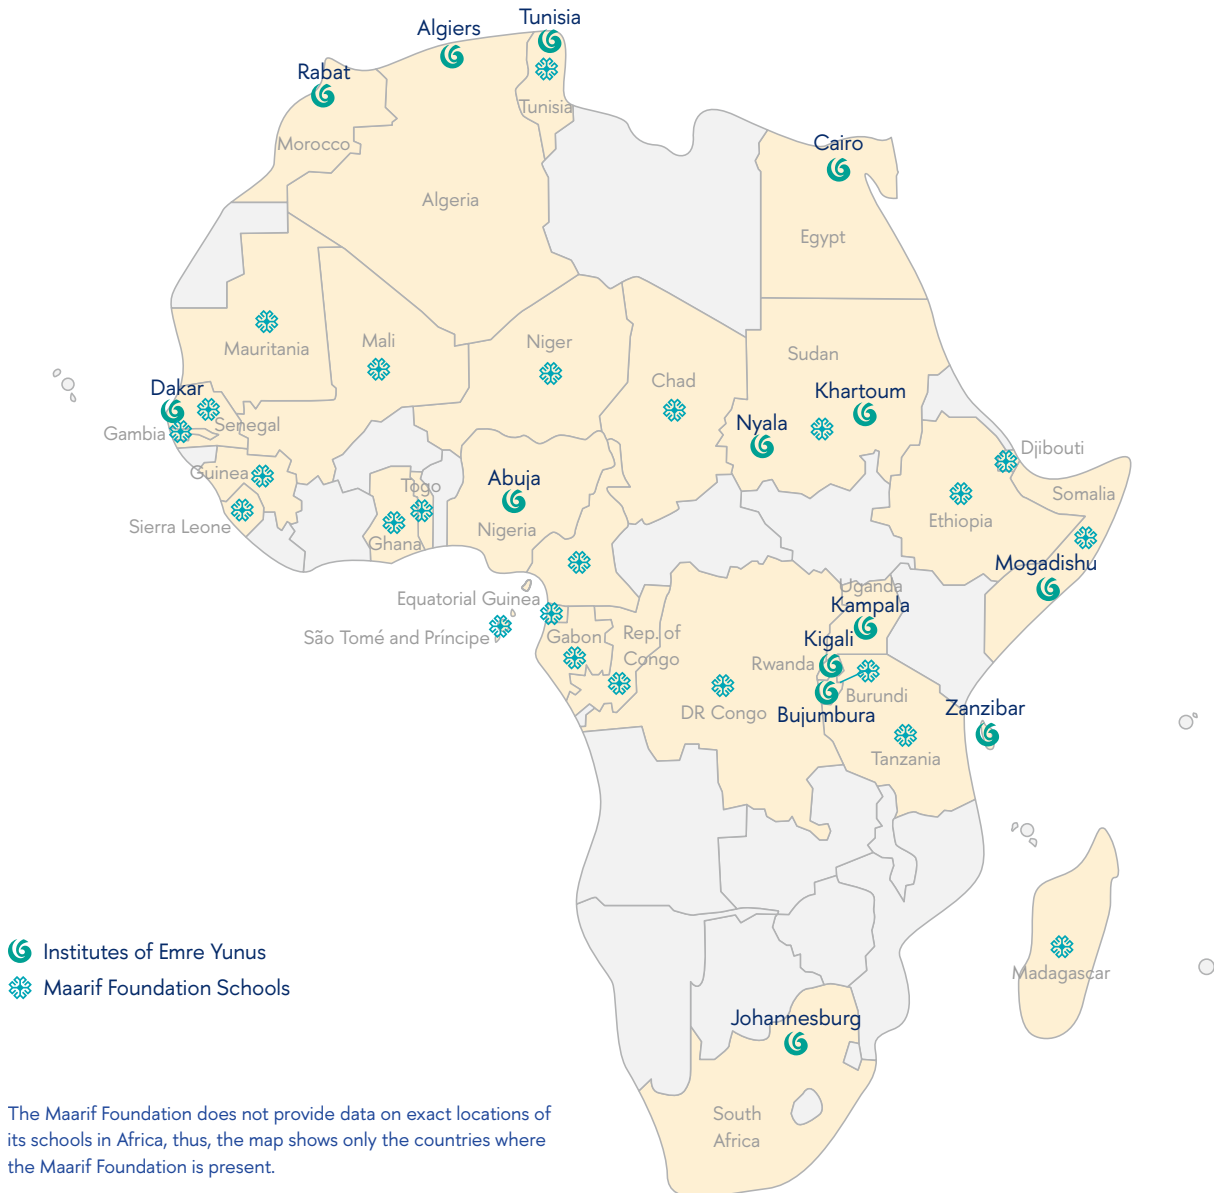 Tunisia
Algiers
Rabat
Tunisia
Morocco
Cairo
Algeria
Egypt
Mauritania
Mali
Niger
Sudan
Chad
Khartoum
Dakar
Nyala
Senegal
Gambia
Djibouti
Guinea
Togo
Abuja
Somalia
Sierra Leone
Nigeria
Ethiopia
Ghana
Mogadishu
Uganda
Equatorial Guinea
Kampala
São Tomé and Príncipe
Gabon
Rep. of
Congo
Kigali
Rwanda
Burundi
DR Congo
Bujumbura
Zanzibar
Tanzania
Institutes of Emre Yunus
Maarif Foundation Schools
Madagascar
Johannesburg
South
Africa
The Maarif Foundation does not provide data on exact locations of
its schools in Africa, thus, the map shows only the countries where
the Maarif Foundation is present.